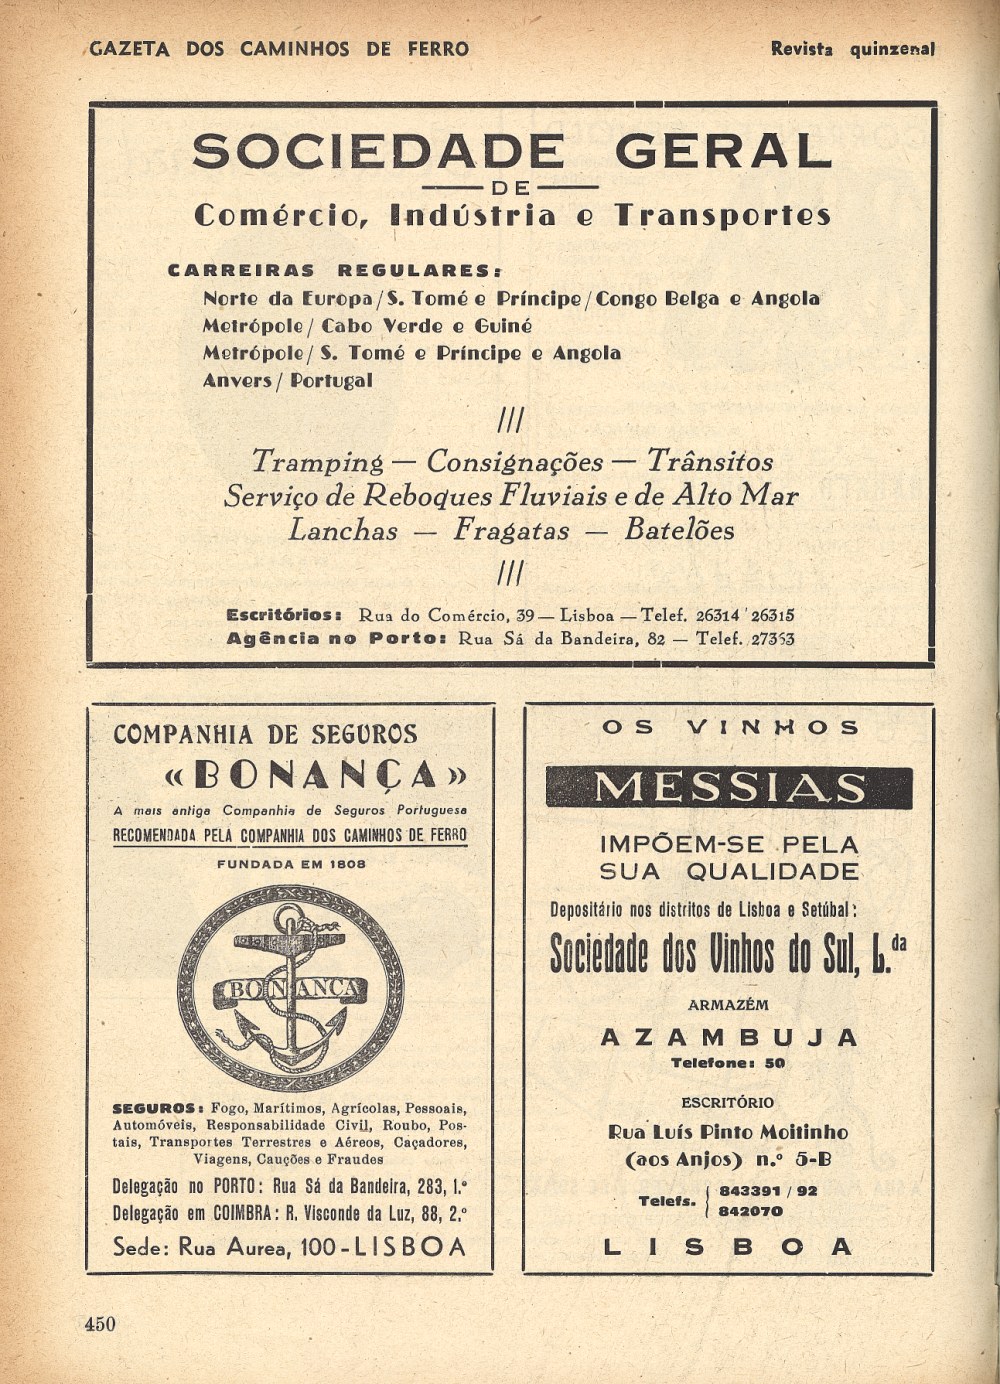 GAZETA DOS CAMINHOS DE FERRO
Revista quinzenal
SOCIEDADE GERAL
DE
Comércio, Indústria e Transportes
CARREIRAS REGULARES:
Norte da Europa/S. Tomé e Príncipe/Congo Belga e Angola
Metrópole/Cabo Verde e Guiné
Metrópole/S. Tomé e Príncipe e Angola
Anvers/Portugal
///
Tramping — Consignações — Trânsitos
Serviço de Reboques Fluviais e de Alto Mar
Lanchas — Fragatas — Batelões
///
Escritórios: Rua do Comércio, 39 — Lisboa — Telef. 26314 26315
Agência no Porto: Rua Sá da Bandeira, 82 — Telef. 27363
COMPANHIA DE SEGUROS
«BONANÇA»
A mais antiga Companhia de Seguros Portuguesa
RECOMENDADA PELA COMPANHIA DOS CAMINHOS DE FERRO
FUNDADA EM 1808
BONANÇA
SEGUROS: Fogo, Marítimos, Agrícolas, Pessoais,
Automóveis, Responsabilidade Civil, Roubo, Pos-
tais, Transportes Terrestres e Aéreos, Caçadores,
Viagens, Cauções e Fraudes
Delegação no PORTO: Rua Sá da Bandeira, 283, 1.º
Delegação em COIMBRA: R. Visconde da Luz, 88, 2.º
Sede: Rua Aurea, 100-LISBOA
OS VINHOS
MESSIAS
IMPÕEM-SE PELA
SUA QUALIDADE
Depositário nos distritos de Lisboa e Setúbal:
Sociedade dos Vinhos do Sul, L.da
ARMAZÉM
AZAMBUJA
Telefone: 50
ESCRITÓRIO
Rua Luís Pinto Moitinho
(aos Anjos) n.º 5-B
Telefs. 843391/92
842070
LISBOA
450